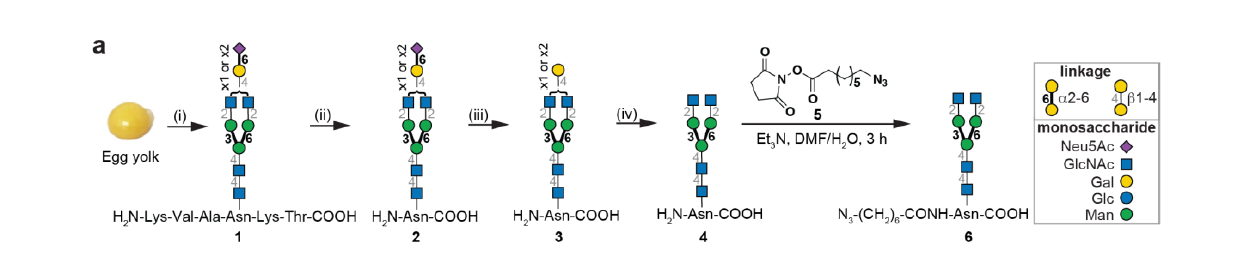 a
Egg yolk
(i)
x1 or x2
6
4
2 2
3 6
4
4
H₂N-Lys-Val-Ala-Asn-Lys-Thr-COOH
1
(ii)
x1 or x2
6
4
2 2
3 6
4
4
H₂N-Asn-COOH
2
(iii)
x1 or x2
4
2 2
3 6
4
4
H₂N-Asn-COOH
3
(iv)
2 2
3 6
4
4
H₂N-Asn-COOH
4
O
N O
O O
5 N₃
5
Et₃N, DMF/H₂O, 3 h
2 2
3 6
4
4
N₃-(CH₂)₆-CONH-Asn-COOH
6
linkage
6 α2-6 4 β1-4
monosaccharide
Neu5Ac
GlcNAc
Gal
Glc
Man